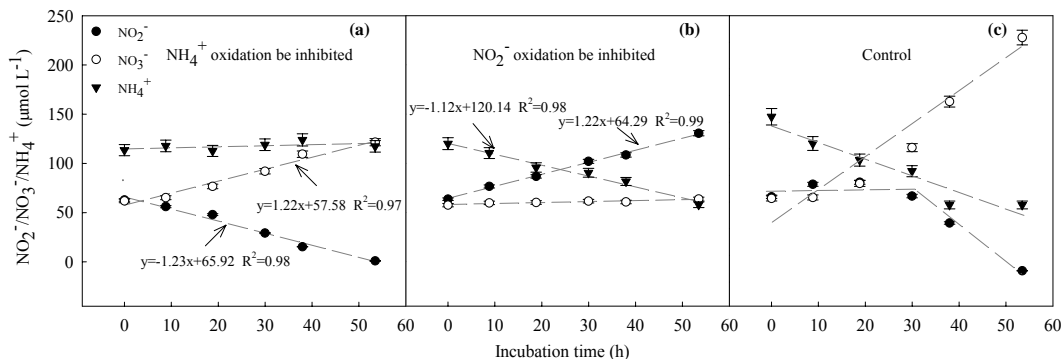 250
200
150
100
50
0
NO₂⁻/NO₃⁻/NH₄⁺ (μmol L⁻¹)
NO₂⁻
NO₃⁻
NH₄⁺
(a)
NH₄⁺ oxidation be inhibited
y=1.22x+57.58 R²=0.97
y=-1.23x+65.92 R²=0.98
(b)
NO₂⁻ oxidation be inhibited
y=-1.12x+120.14 R²=0.98
y=1.22x+64.29 R²=0.99
(c)
Control
0 10 20 30 40 50 60 0 10 20 30 40 50 60 0 10 20 30 40 50 60
Incubation time (h)